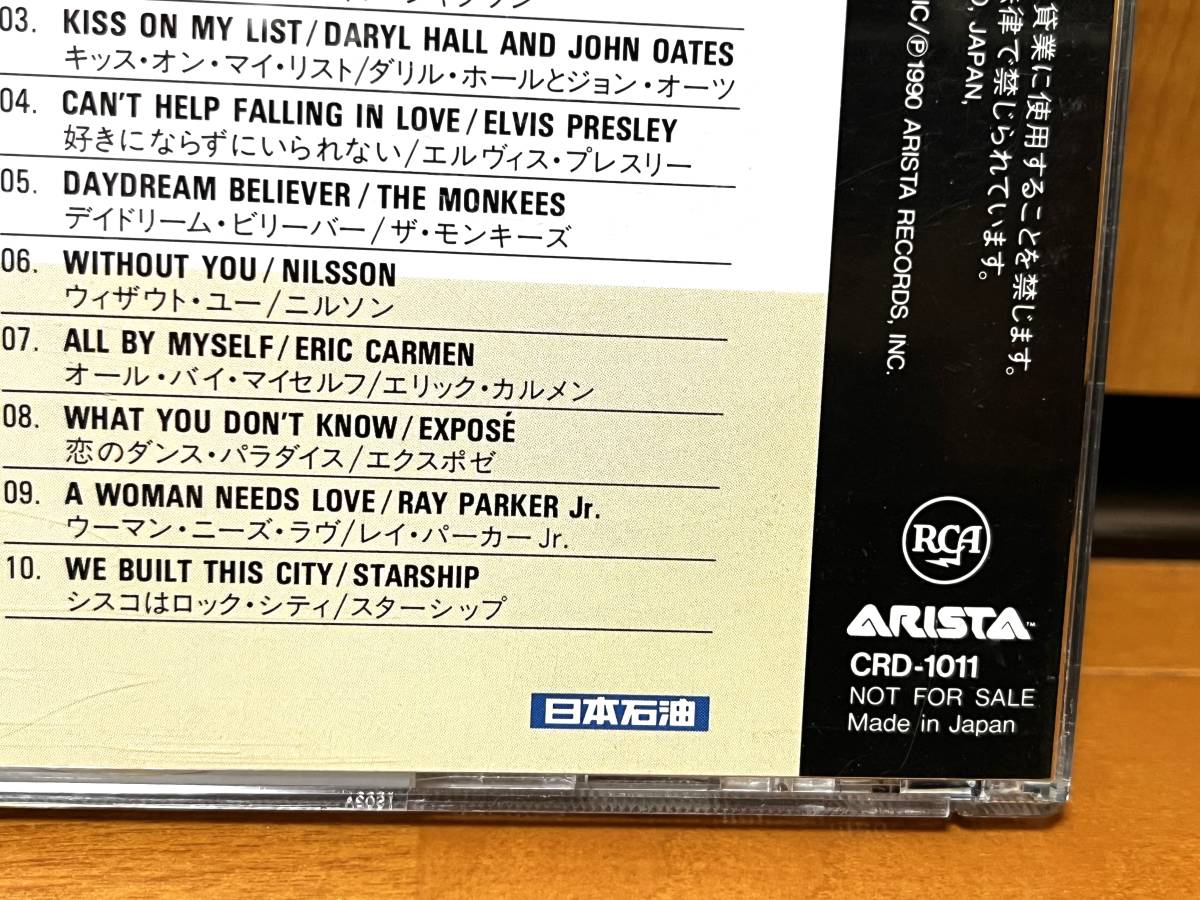 03. KISS ON MY LIST/DARYL HALL AND JOHN OATES
キッス・オン・マイ・リスト/ダリル・ホールとジョン・オーツ
04. CAN'T HELP FALLING IN LOVE/ELVIS PRESLEY
好きにならずにいられない/エルヴィス・プレスリー
05. DAYDREAM BELIEVER/THE MONKEES
デイドリーム・ビリーバー/ザ・モンキーズ
06. WITHOUT YOU/NILSSON
ウィザウト・ユー/ニルソン
07. ALL BY MYSELF/ERIC CARMEN
オール・バイ・マイセルフ/エリック・カルメン
08. WHAT YOU DON'T KNOW/EXPOSÉ
恋のダンス・パラダイス/エクスポゼ
09. A WOMAN NEEDS LOVE/RAY PARKER Jr.
ウーマン・ニーズ・ラヴ/レイ・パーカーJr.
10. WE BUILT THIS CITY/STARSHIP
シスコはロック・シティ/スターシップ
日本石油
貸業に使用することを禁じます。
律で禁じられています。
JAPAN,
IC/Ⓟ1990 ARISTA RECORDS, INC.
RCA
ARISTA™
CRD-1011
NOT FOR SALE
Made in Japan